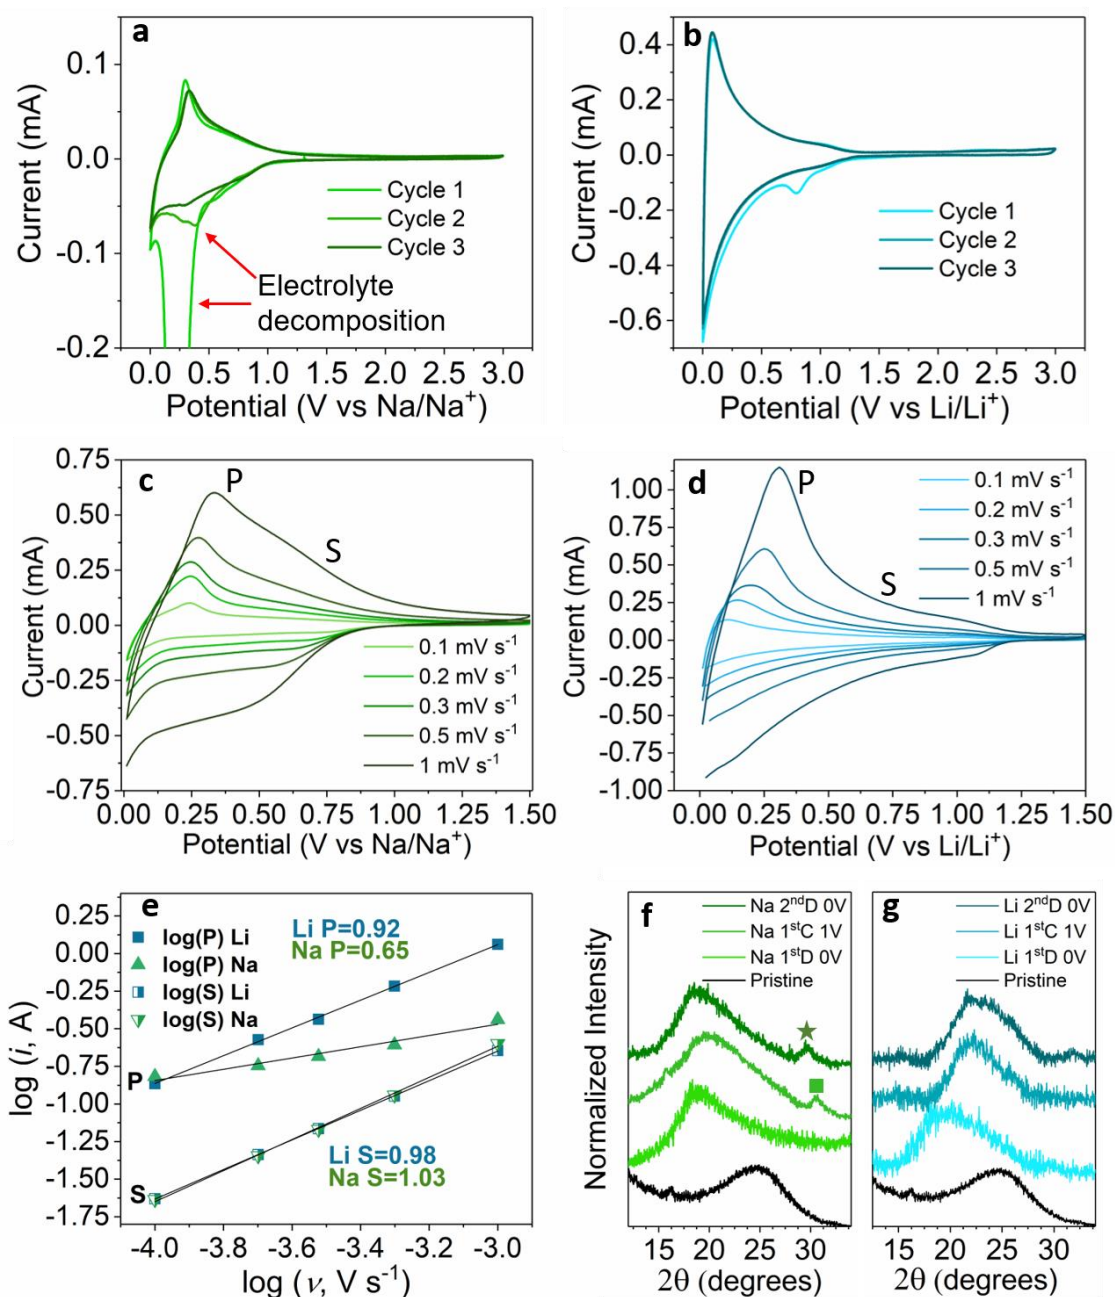 a
0.1
0.0
-0.1
-0.2
Current (mA)
Cycle 1
Cycle 2
Cycle 3
Electrolyte
decomposition
0.0 0.5 1.0 1.5 2.0 2.5 3.0
Potential (V vs Na/Na⁺)
b
0.4
0.2
0.0
-0.2
-0.4
-0.6
Current (mA)
Cycle 1
Cycle 2
Cycle 3
0.0 0.5 1.0 1.5 2.0 2.5 3.0
Potential (V vs Li/Li⁺)
c
P
S
0.75
0.50
0.25
0.00
-0.25
-0.50
-0.75
Current (mA)
0.1 mV s⁻¹
0.2 mV s⁻¹
0.3 mV s⁻¹
0.5 mV s⁻¹
1 mV s⁻¹
0.00 0.25 0.50 0.75 1.00 1.25 1.50
Potential (V vs Na/Na⁺)
d
P
S
1.00
0.75
0.50
0.25
0.00
-0.25
-0.50
-0.75
-1.00
Current (mA)
0.1 mV s⁻¹
0.2 mV s⁻¹
0.3 mV s⁻¹
0.5 mV s⁻¹
1 mV s⁻¹
0.00 0.25 0.50 0.75 1.00 1.25 1.50
Potential (V vs Li/Li⁺)
e
0.25
0.00
-0.25
-0.50
-0.75
-1.00
-1.25
-1.50
-1.75
log (i, A)
log(P) Li
log(P) Na
log(S) Li
log(S) Na
Li P=0.92
Na P=0.65
P
S
Li S=0.98
Na S=1.03
-4.0 -3.8 -3.6 -3.4 -3.2 -3.0
log (ν, V s⁻¹)
f
Normalized Intensity
Na 2ⁿᵈD 0V
Na 1ˢᵗC 1V
Na 1ˢᵗD 0V
Pristine
15 20 25 30
2θ (degrees)
g
Li 2ⁿᵈD 0V
Li 1ˢᵗC 1V
Li 1ˢᵗD 0V
Pristine
15 20 25 30
2θ (degrees)